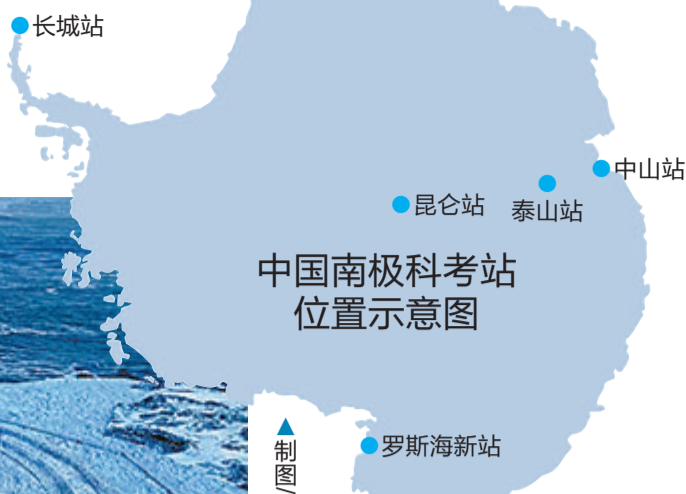 长城站
中山站
昆仑站
泰山站
中国南极科考站
位置示意图
罗斯海新站
制图/